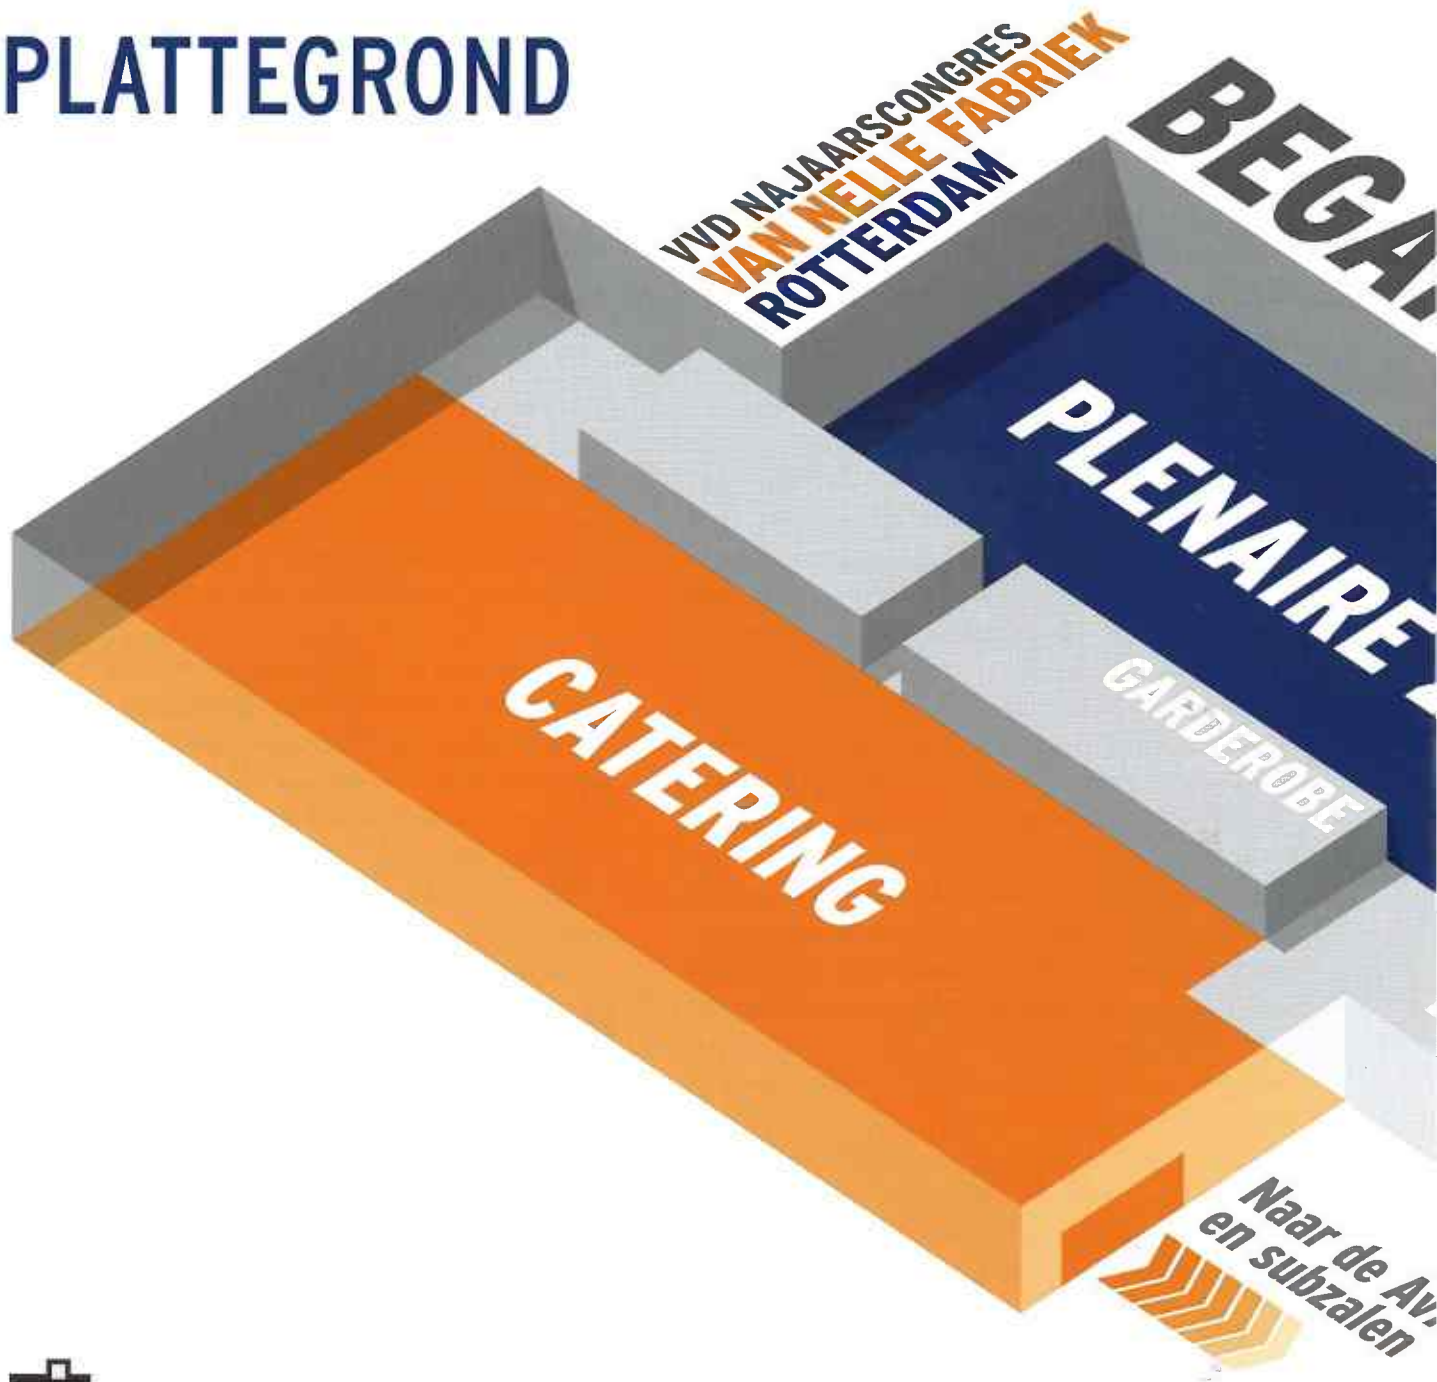 PLATTEGROND
VVD NAJAARSCONGRES
VAN NELLE FABRIEK
ROTTERDAM
PLENAIRE
GARDEROBE
CATERING
Naar de
en subzalen